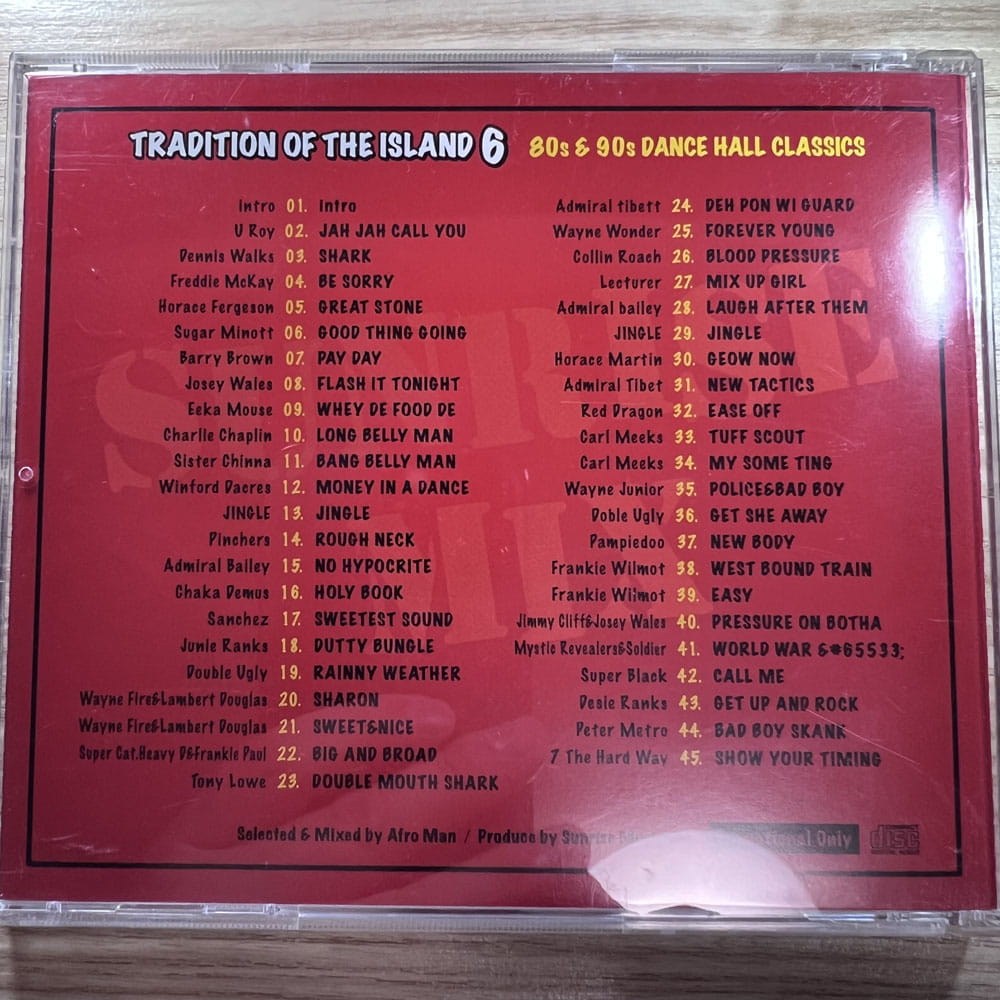 TRADITION OF THE ISLAND 6 80s & 90s DANCE HALL CLASSICS
Intro 01. Intro
U Roy 02. JAH JAH CALL YOU
Dennis Walks 03. SHARK
Freddie McKay 04. BE SORRY
Horace Fergeson 05. GREAT STONE
Sugar Minott 06. GOOD THING GOING
Barry Brown 07. PAY DAY
Josey Wales 08. FLASH IT TONIGHT
Eeka Mouse 09. WHEY DE FOOD DE
Charlie Chaplin 10. LONG BELLY MAN
Sister Chinna 11. BANG BELLY MAN
Winford Dacres 12. MONEY IN A DANCE
JINGLE 13. JINGLE
Pinchers 14. ROUGH NECK
Admiral Bailey 15. NO HYPOCRITE
Chaka Demus 16. HOLY BOOK
Sanchez 17. SWEETEST SOUND
Junie Ranks 18. DUTTY BUNGLE
Double Ugly 19. RAINNY WEATHER
Wayne Fire&Lambert Douglas 20. SHARON
Wayne Fire&Lambert Douglas 21. SWEET&NICE
Super Cat.Heavy D&Frankie Paul 22. BIG AND BROAD
Tony Lowe 23. DOUBLE MOUTH SHARK
Admiral tibett 24. DEH PON WI GUARD
Wayne Wonder 25. FOREVER YOUNG
Collin Roach 26. BLOOD PRESSURE
Lecturer 27. MIX UP GIRL
Admiral bailey 28. LAUGH AFTER THEM
JINGLE 29. JINGLE
Horace Martin 30. GEOW NOW
Admiral Tibet 31. NEW TACTICS
Red Dragon 32. EASE OFF
Carl Meeks 33. TUFF SCOUT
Carl Meeks 34. MY SOME TING
Wayne Junior 35. POLICE&BAD BOY
Doble Ugly 36. GET SHE AWAY
Pampiedoo 37. NEW BODY
Frankie Wilmot 38. WEST BOUND TRAIN
Frankie Wilmot 39. EASY
Jimmy Cliff&Josey Wales 40. PRESSURE ON BOTHA
Mystic Revealers&Soldier 41. WORLD WAR &#65533;
Super Black 42. CALL ME
Desie Ranks 43. GET UP AND ROCK
Peter Metro 44. BAD BOY SKANK
7 The Hard Way 45. SHOW YOUR TIMING
Selected & Mixed by Afro Man / Produce by Sunrise Only
disc